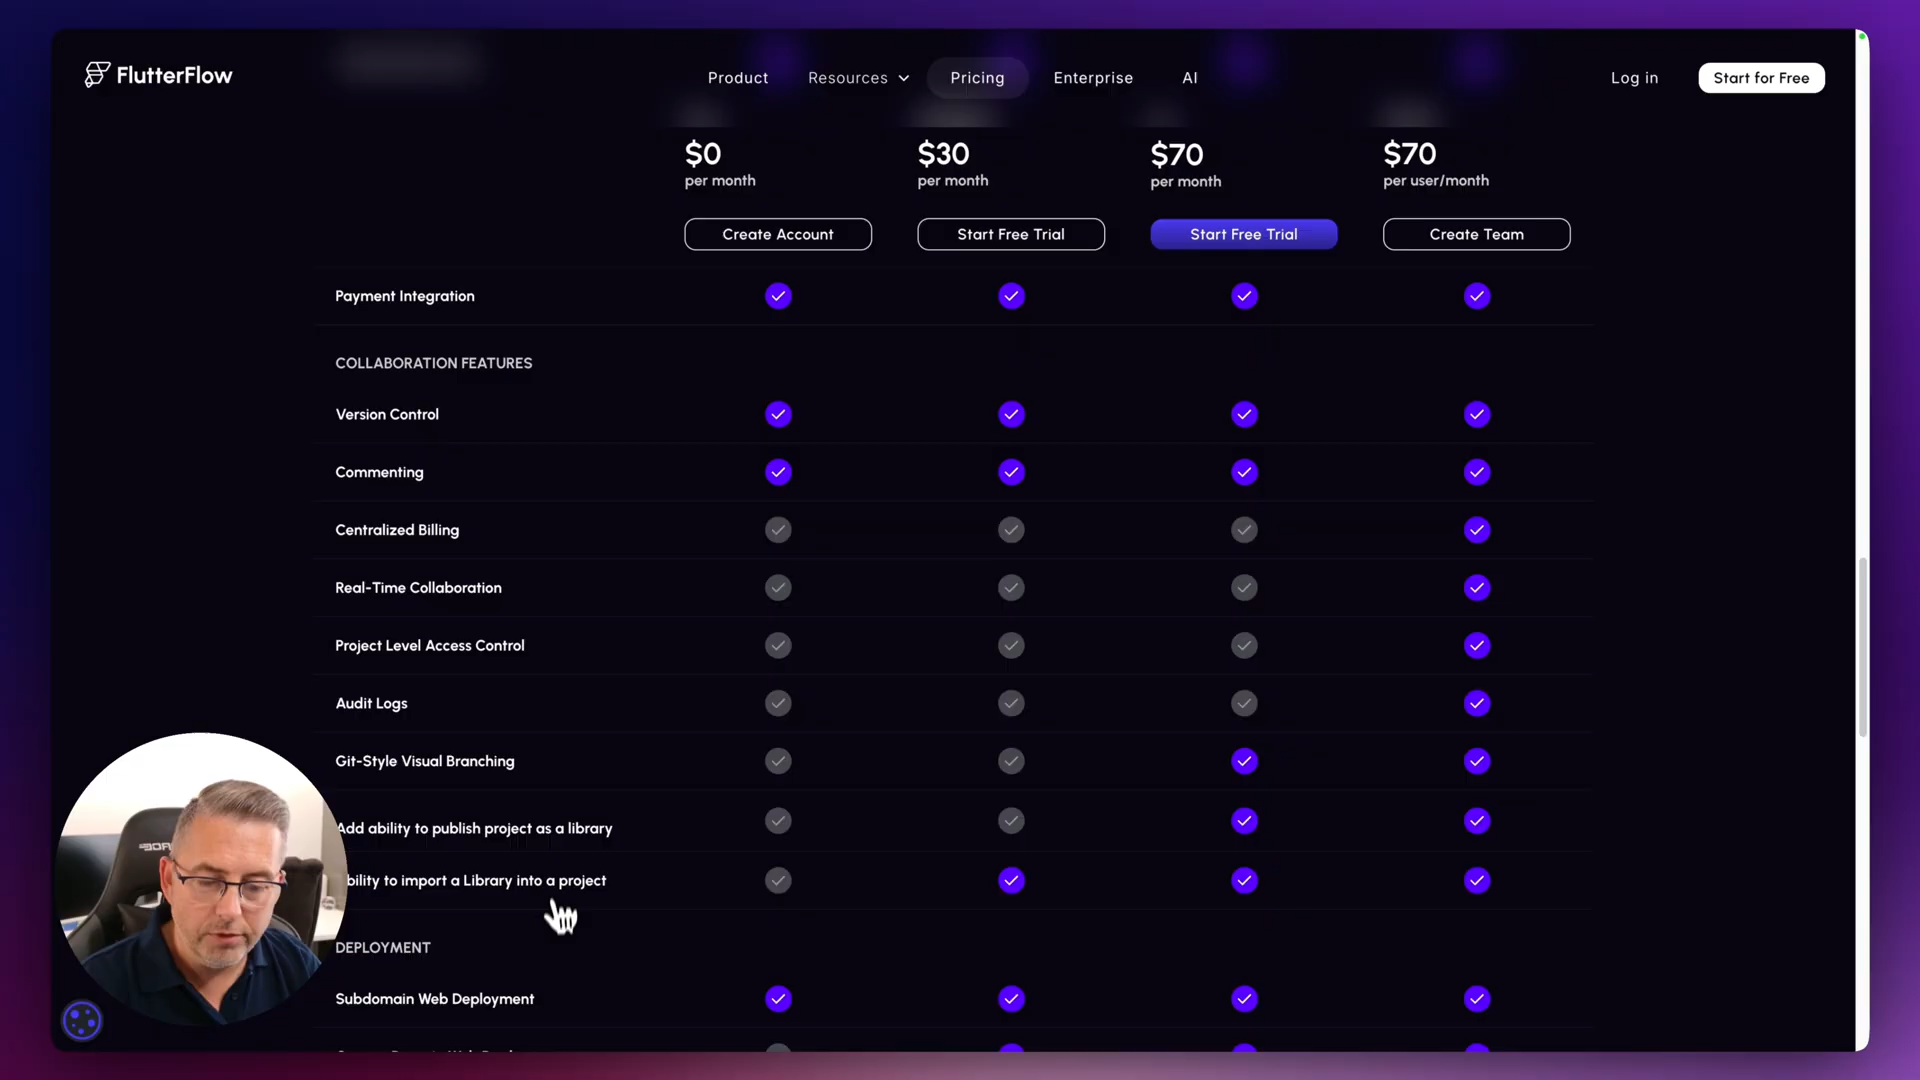 FlutterFlow
Product
Resources
Pricing
Enterprise
AI
Log in
Start for Free
$0
per month
$30
per month
$70
per month
$70
per user/month
Create Account
Start Free Trial
Start Free Trial
Create Team
Payment Integration
COLLABORATION FEATURES
Version Control
Commenting
Centralized Billing
Real-Time Collaboration
Project Level Access Control
Audit Logs
Git-Style Visual Branching
Add ability to publish project as a library
bility to import a Library into a project
DEPLOYMENT
Subdomain Web Deployment